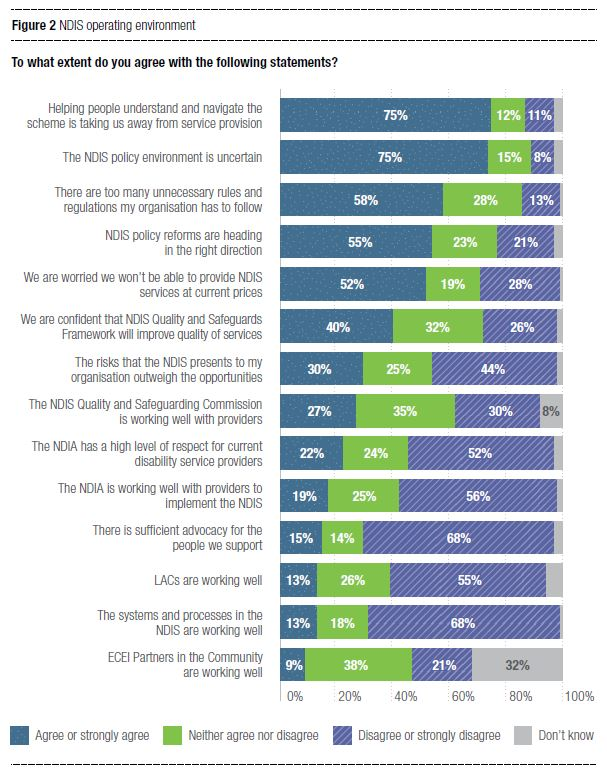 Figure 2 NDIS operating environment
To what extent do you agree with the following statements?
Helping people understand and navigate the
scheme is taking us away from service provision
75% 12% 11%
The NDIS policy environment is uncertain
75% 15% 8%
There are too many unnecessary rules and
regulations my organisation has to follow
58% 28% 13%
NDIS policy reforms are heading
in the right direction
55% 23% 21%
We are worried we won't be able to provide NDIS
services at current prices
52% 19% 28%
We are confident that NDIS Quality and Safeguards
Framework will improve quality of services
40% 32% 26%
The risks that the NDIS presents to my
organisation outweigh the opportunities
30% 25% 44%
The NDIS Quality and Safeguarding Commission
is working well with providers
27% 35% 30% 8%
The NDIA has a high level of respect for current
disability service providers
22% 24% 52%
The NDIA is working well with providers to
implement the NDIS
19% 25% 56%
There is sufficient advocacy for the
people we support
15% 14% 68%
LACs are working well
13% 26% 55%
The systems and processes in the
NDIS are working well
13% 18% 68%
ECEI Partners in the Community
are working well
9% 38% 21% 32%
0% 20% 40% 60% 80% 100%
Agree or strongly agree Neither agree nor disagree Disagree or strongly disagree Don't know